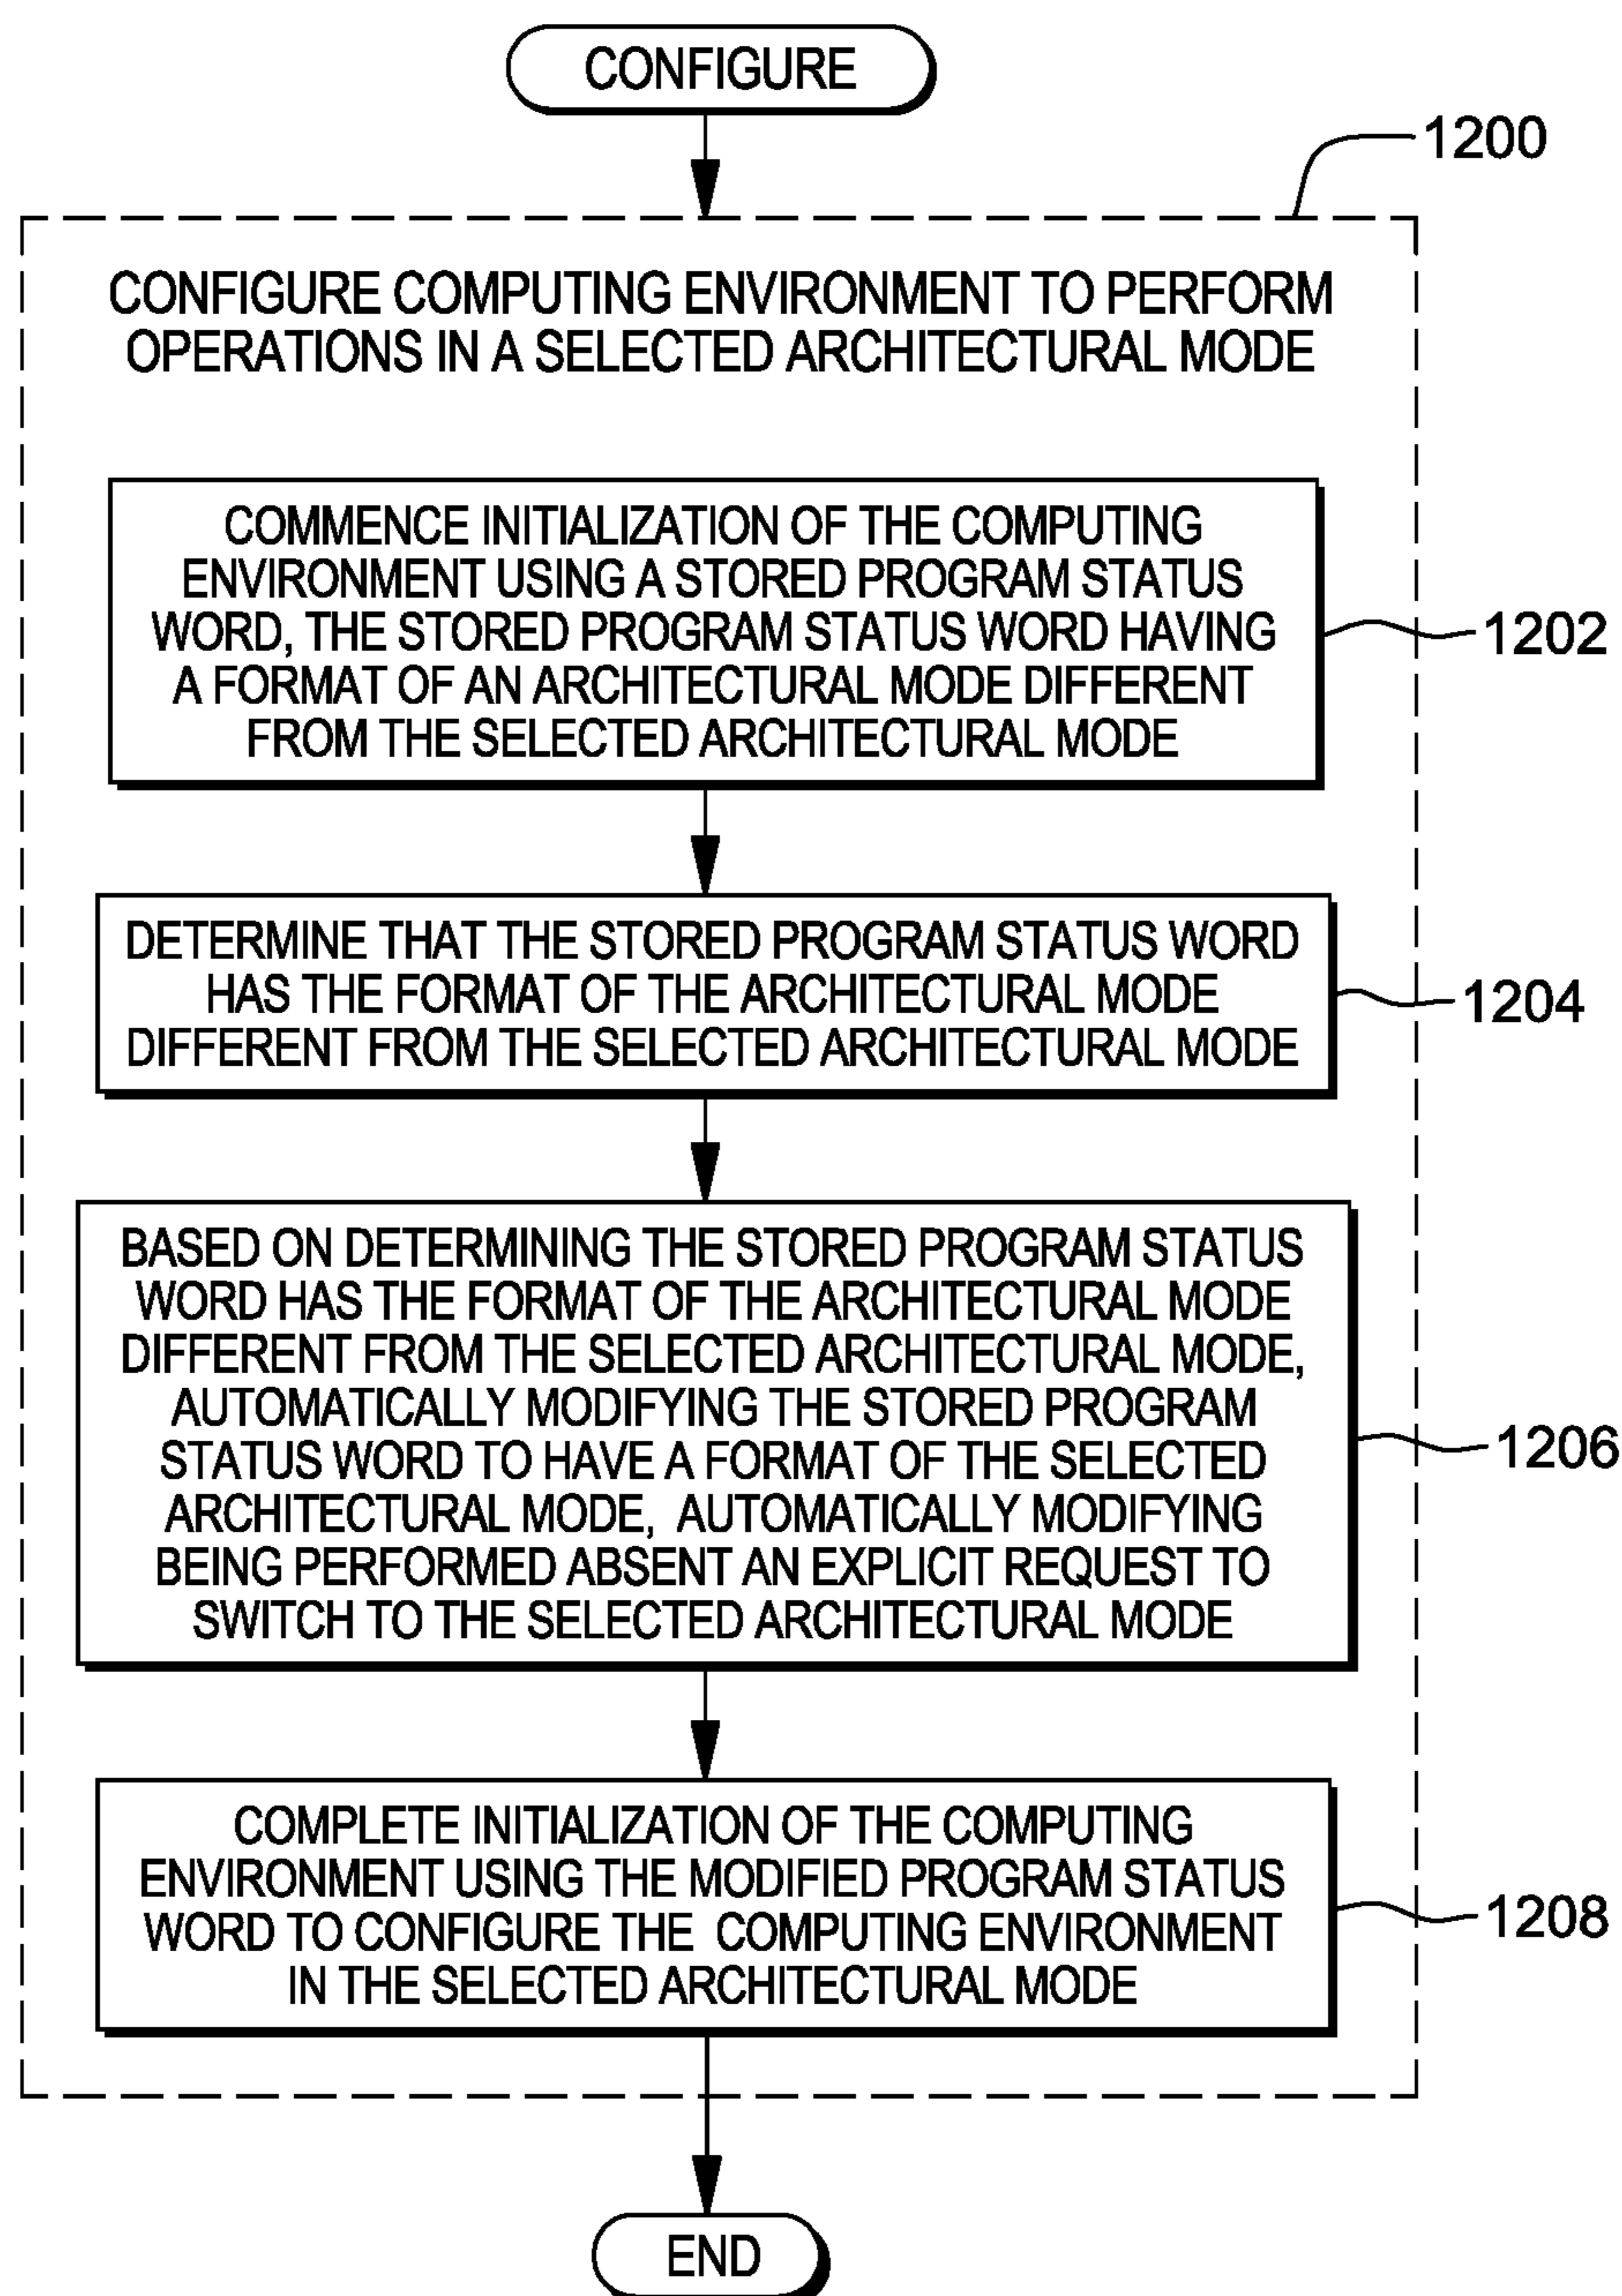 CONFIGURE
1200
CONFIGURE COMPUTING ENVIRONMENT TO PERFORM
OPERATIONS IN A SELECTED ARCHITECTURAL MODE
COMMENCE INITIALIZATION OF THE COMPUTING
ENVIRONMENT USING A STORED PROGRAM STATUS
WORD, THE STORED PROGRAM STATUS WORD HAVING
A FORMAT OF AN ARCHITECTURAL MODE DIFFERENT
FROM THE SELECTED ARCHITECTURAL MODE
1202
DETERMINE THAT THE STORED PROGRAM STATUS WORD
HAS THE FORMAT OF THE ARCHITECTURAL MODE
DIFFERENT FROM THE SELECTED ARCHITECTURAL MODE
1204
BASED ON DETERMINING THE STORED PROGRAM STATUS
WORD HAS THE FORMAT OF THE ARCHITECTURAL MODE
DIFFERENT FROM THE SELECTED ARCHITECTURAL MODE,
AUTOMATICALLY MODIFYING THE STORED PROGRAM
STATUS WORD TO HAVE A FORMAT OF THE SELECTED
ARCHITECTURAL MODE, AUTOMATICALLY MODIFYING
BEING PERFORMED ABSENT AN EXPLICIT REQUEST TO
SWITCH TO THE SELECTED ARCHITECTURAL MODE
1206
COMPLETE INITIALIZATION OF THE COMPUTING
ENVIRONMENT USING THE MODIFIED PROGRAM STATUS
WORD TO CONFIGURE THE COMPUTING ENVIRONMENT
IN THE SELECTED ARCHITECTURAL MODE
1208
END